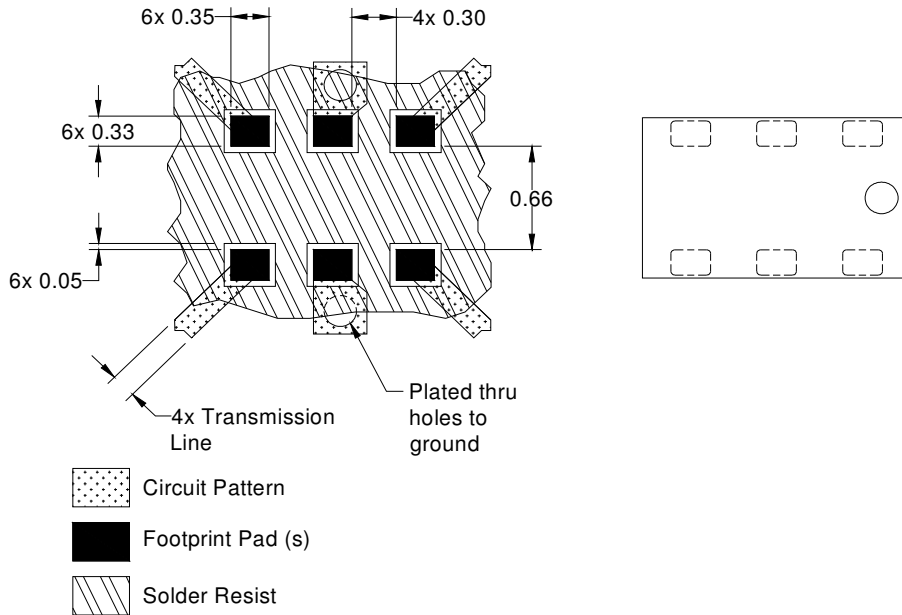 6x 0.35
4x 0.30
6x 0.33
0.66
6x 0.05
4x Transmission
Line
Plated thru
holes to
ground
Circuit Pattern
Footprint Pad (s)
Solder Resist